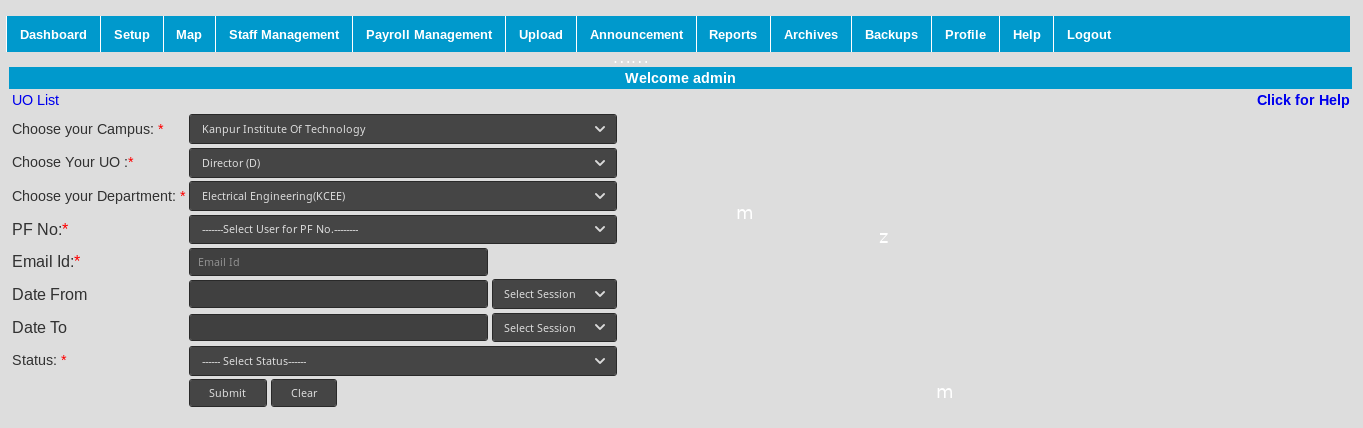 Dashboard Setup Map Staff Management Payroll Management Upload Announcement Reports Archives Backups Profile Help Logout
......
Welcome admin
UO List Click for Help
Choose your Campus: * Kanpur Institute Of Technology
Choose Your UO :* Director (D)
Choose your Department: * Electrical Engineering(KCEE)
m
PF No:* -------Select User for PF No.--------
z
Email Id:* Email Id
Date From Select Session
Date To Select Session
Status: * ------ Select Status------
Submit Clear
m